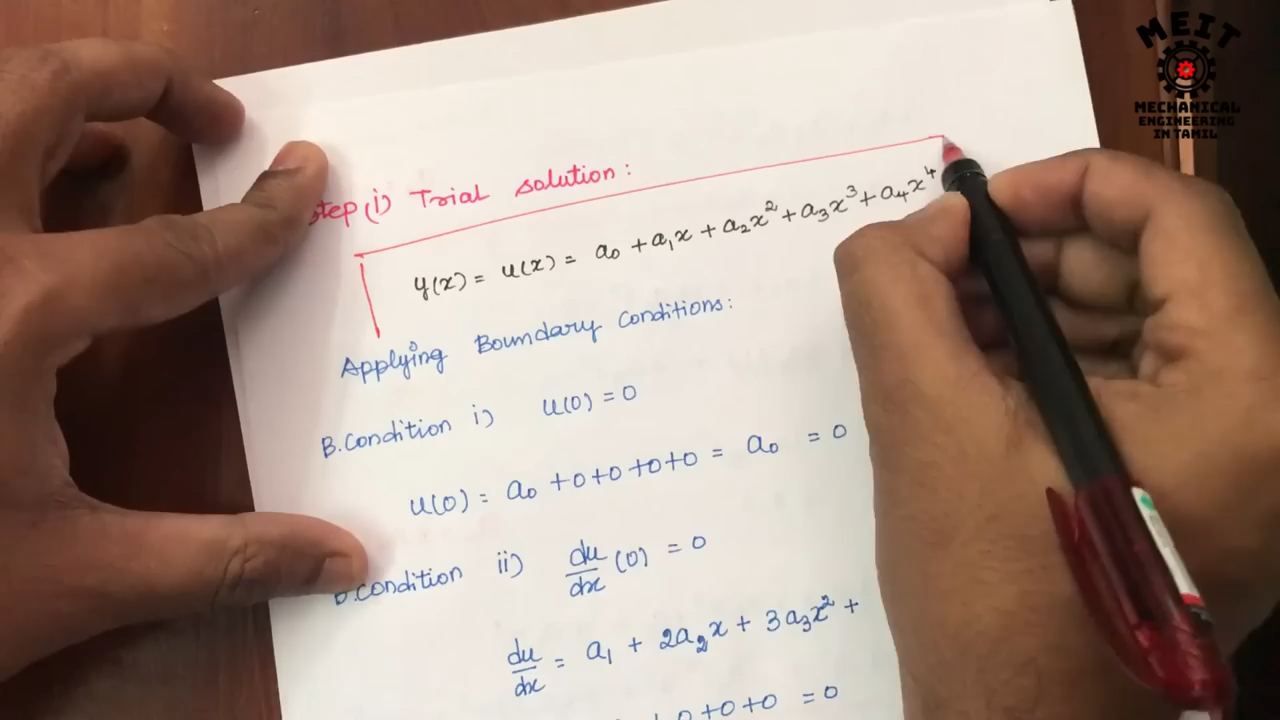 MEIT
MECHANICAL
ENGINEERING
IN TAMIL
Step (i) Trial solution:
y(x) = u(x) = a₀ + a₁x + a₂x² + a₃x³ + a₄x⁴
Applying Boundary Conditions:
B.Condition i) u(0) = 0
u(0) = a₀ + 0 + 0 + 0 + 0 = a₀ = 0
B.Condition ii) du/dx (0) = 0
du/dx = a₁ + 2a₂x + 3a₃x² +
+ 0 + 0 + 0 = 0